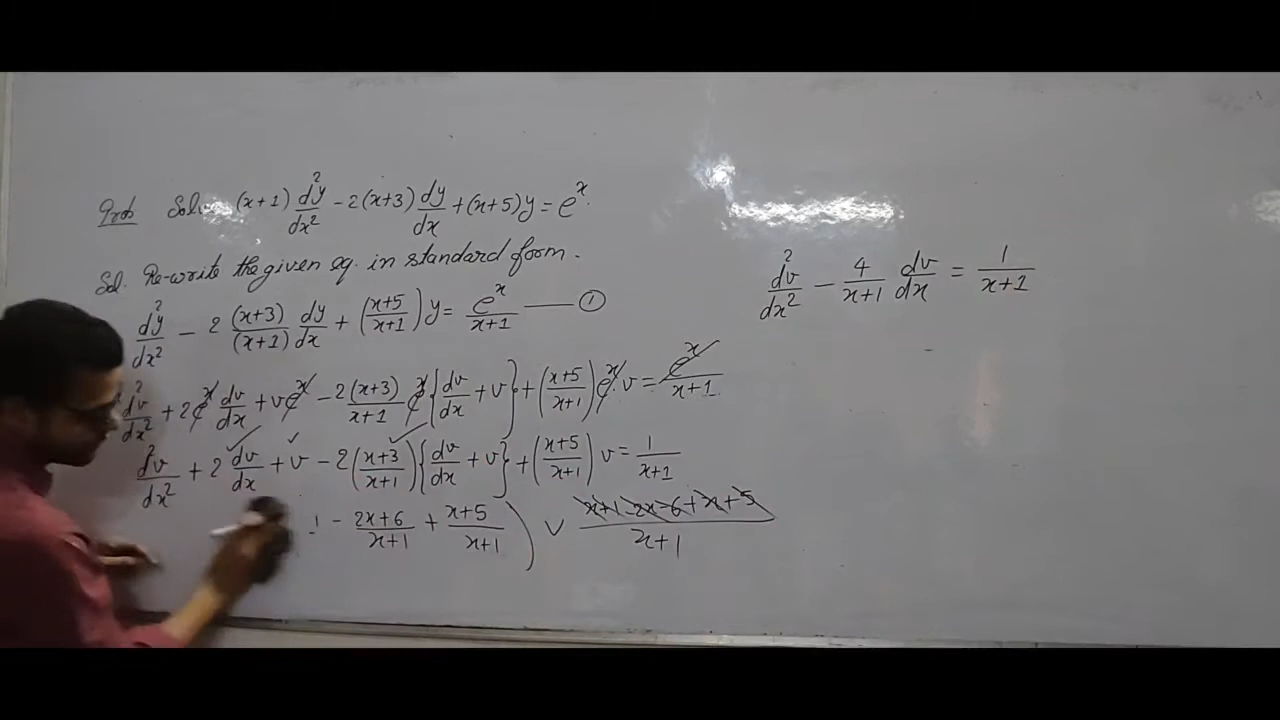 Prob Sol. (x+1) d²y/dx² - 2(x+3) dy/dx + (x+5)y = e^x.
Sol. Re-write the given eq. in standard form.
d²y/dx² - 2 (x+3)/(x+1) dy/dx + ((x+5)/(x+1)) y = e^x/(x+1) —— ①
d²v/dx² + 2e^x dv/dx + ve^x - 2(x+3)/(x+1) e^x {dv/dx + v} + ((x+5)/(x+1)) e^x. v = e^x/(x+1).
d²v/dx² + 2 dv/dx + v - 2((x+3)/(x+1)) {dv/dx + v} + ((x+5)/(x+1)) v = 1/(x+1)
- (2x+6)/(x+1) + (x+5)/(x+1) ) v (x+1-2x-6+x+5)/(x+1)
d²v/dx² - 4/(x+1) dv/dx = 1/(x+1)